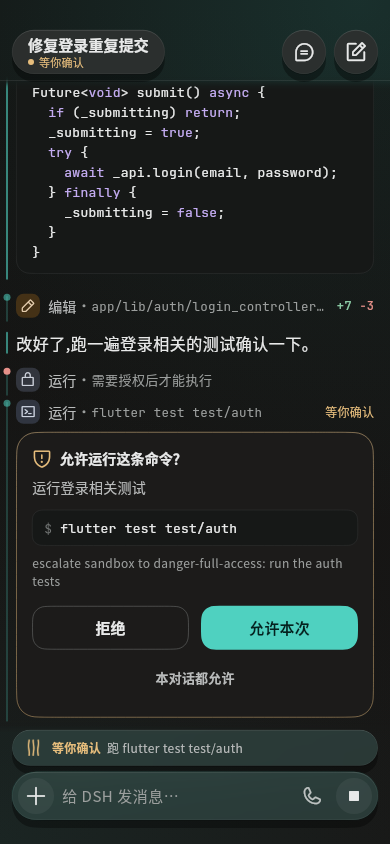 修复登录重复提交
等你确认
Future<void> submit() async {
if (_submitting) return;
_submitting = true;
try {
await _api.login(email, password);
} finally {
_submitting = false;
}
}
编辑 · app/lib/auth/login_controller… +7 -3
改好了,跑一遍登录相关的测试确认一下。
运行 · 需要授权后才能执行
运行 · flutter test test/auth 等你确认
允许运行这条命令?
运行登录相关测试
$ flutter test test/auth
escalate sandbox to danger-full-access: run the auth
tests
拒绝 允许本次
本对话都允许
等你确认 跑 flutter test test/auth
给 DSH 发消息…